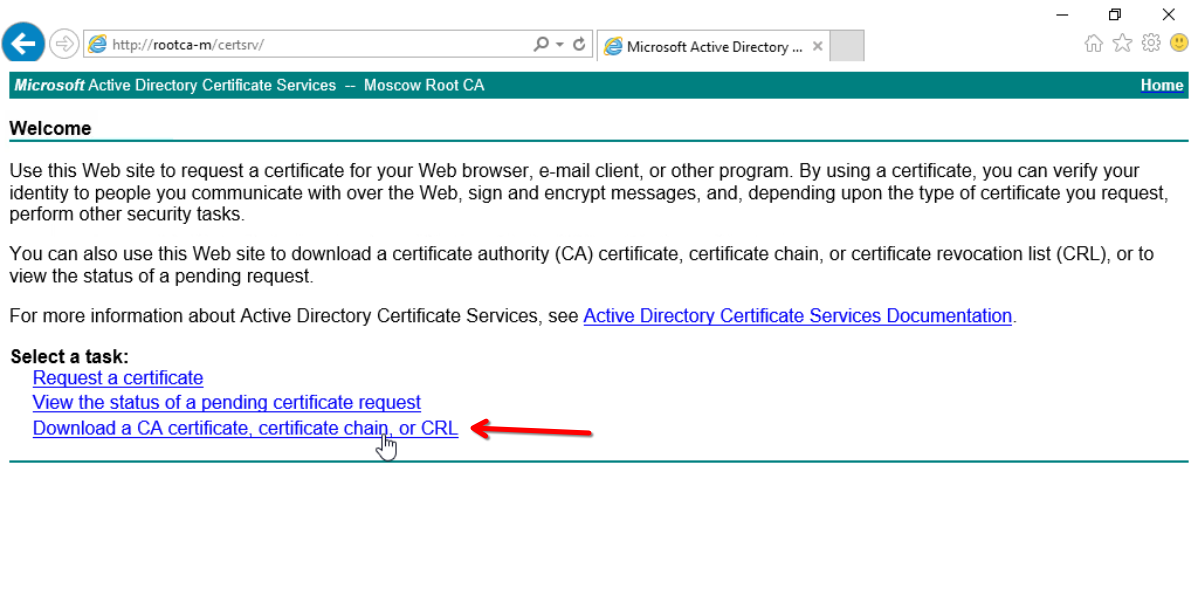 http://rootca-m/certsrv/
Microsoft Active Directory ...
Microsoft Active Directory Certificate Services -- Moscow Root CA
Home
Welcome
Use this Web site to request a certificate for your Web browser, e-mail client, or other program. By using a certificate, you can verify your
identity to people you communicate with over the Web, sign and encrypt messages, and, depending upon the type of certificate you request,
perform other security tasks.
You can also use this Web site to download a certificate authority (CA) certificate, certificate chain, or certificate revocation list (CRL), or to
view the status of a pending request.
For more information about Active Directory Certificate Services, see Active Directory Certificate Services Documentation.
Select a task:
Request a certificate
View the status of a pending certificate request
Download a CA certificate, certificate chain, or CRL